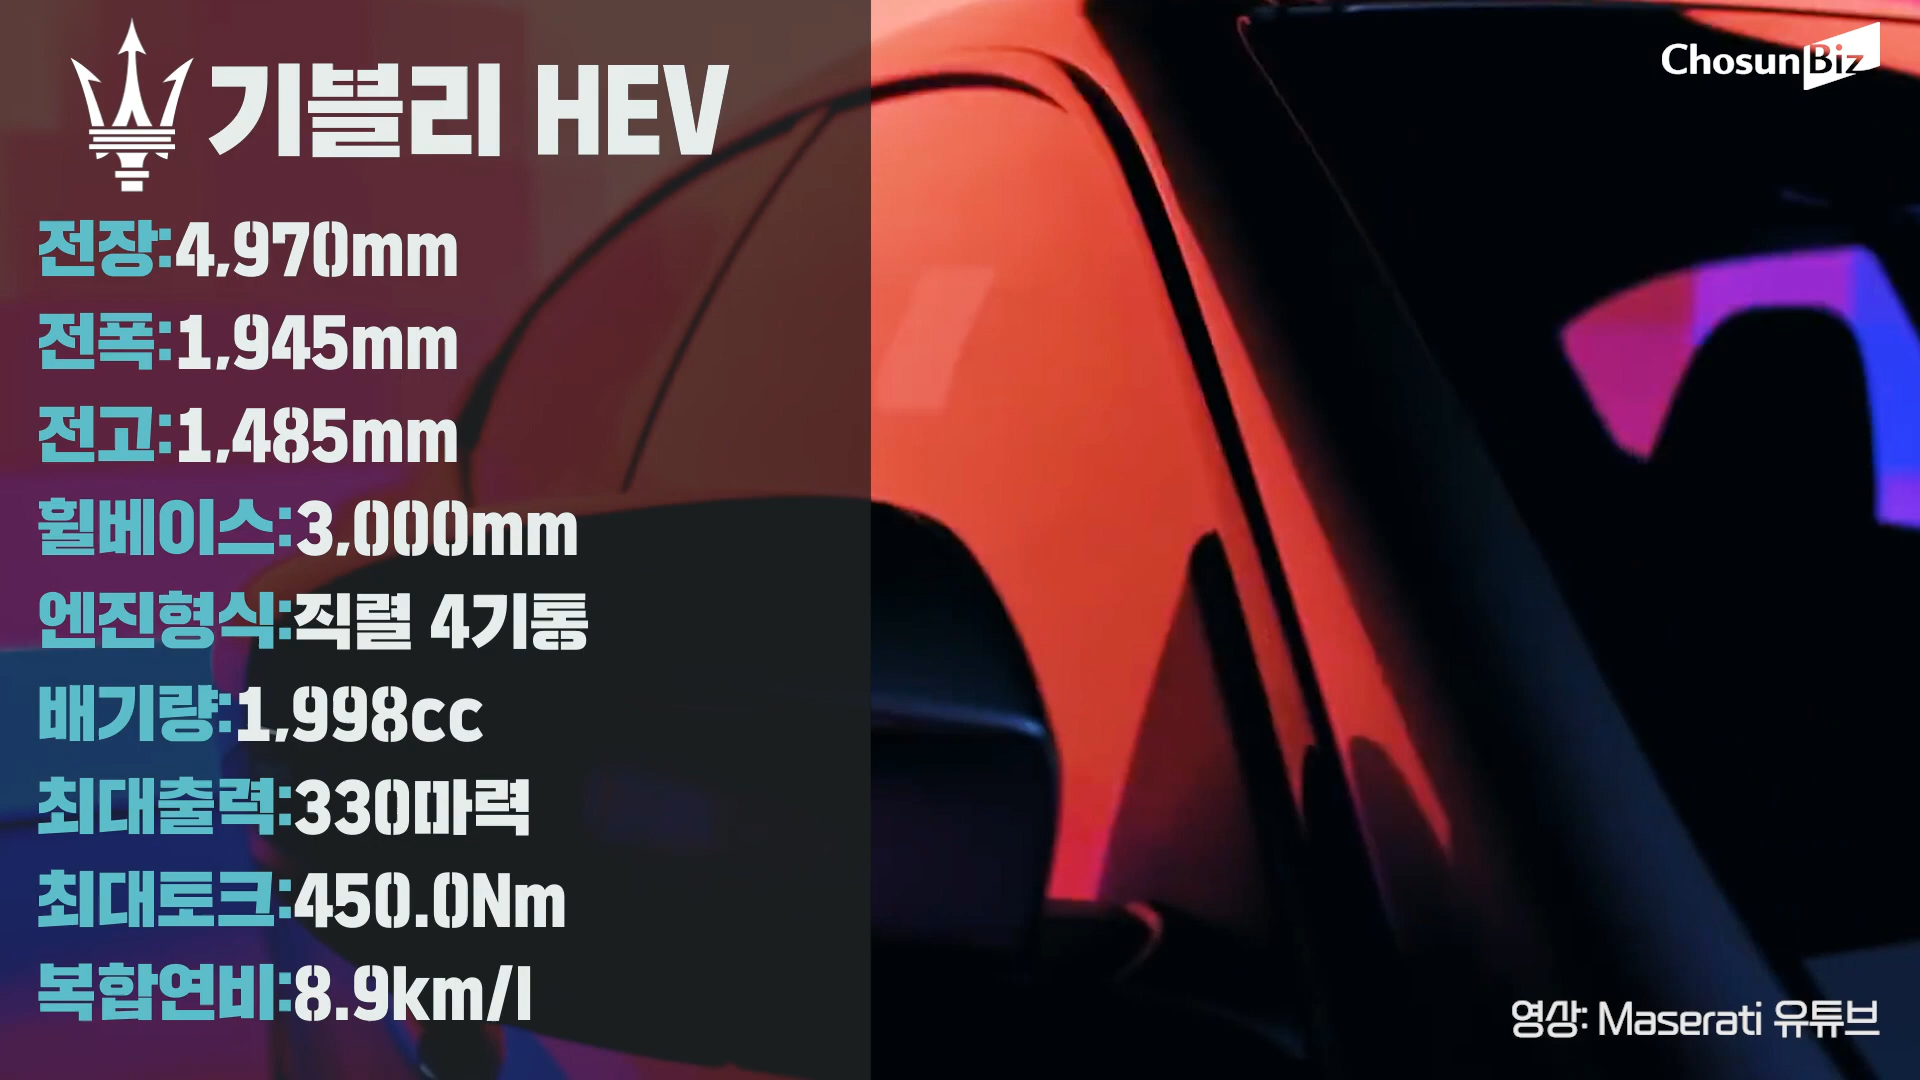 기블리 HEV
ChosunBiz
전장:4,970mm
전폭:1,945mm
전고:1,485mm
휠베이스:3,000mm
엔진형식:직렬 4기통
배기량:1,998cc
최대출력:330마력
최대토크:450.0Nm
복합연비:8.9km/l
영상: Maserati 유튜브